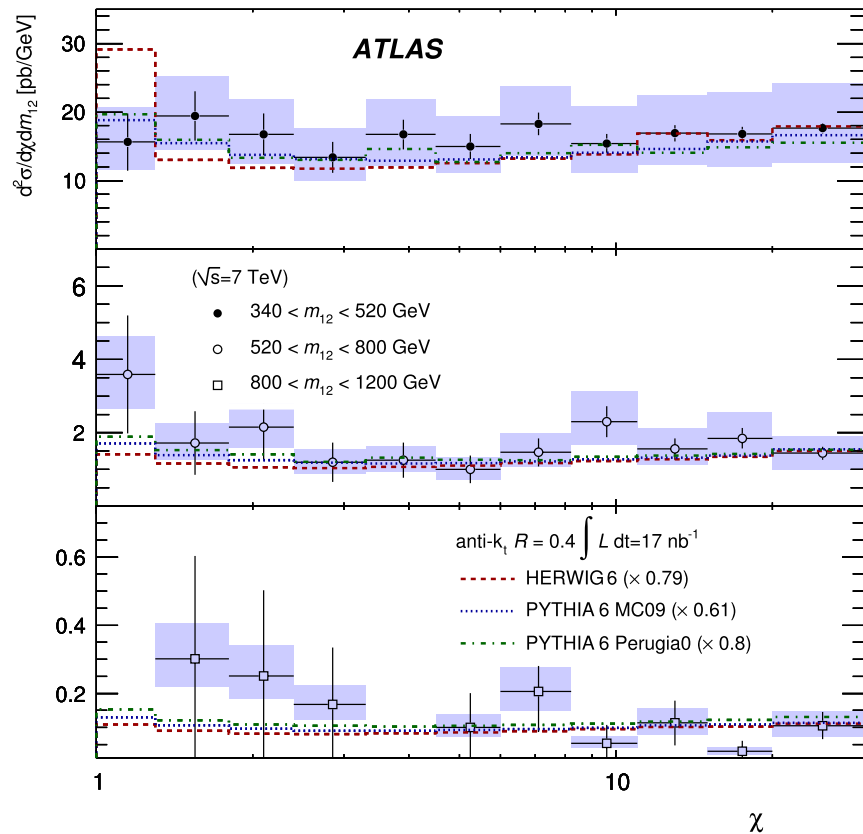 ATLAS
d²σ/dχdm₁₂ [pb/GeV]
30
20
10
(√s=7 TeV)
340 < m₁₂ < 520 GeV
520 < m₁₂ < 800 GeV
800 < m₁₂ < 1200 GeV
6
4
2
anti-kₜ R = 0.4 ∫ L dt=17 nb⁻¹
HERWIG 6 (× 0.79)
PYTHIA 6 MC09 (× 0.61)
PYTHIA 6 Perugia0 (× 0.8)
0.6
0.4
0.2
1
10
χ